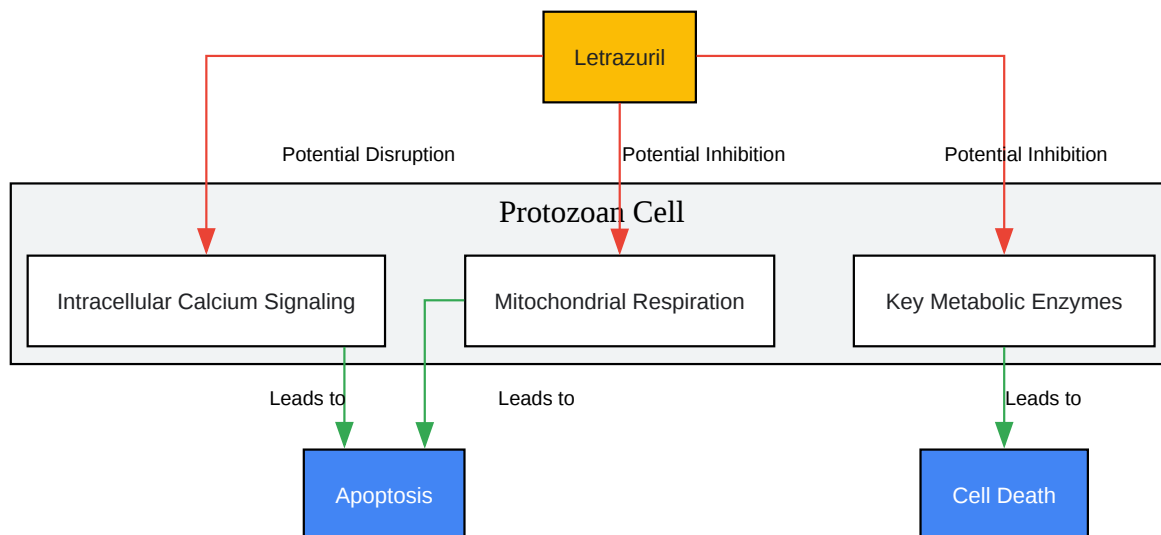 Letrazuril
Potential Disruption
Potential Inhibition
Potential Inhibition
Protozoan Cell
Intracellular Calcium Signaling
Mitochondrial Respiration
Key Metabolic Enzymes
Leads to
Leads to
Leads to
Apoptosis
Cell Death